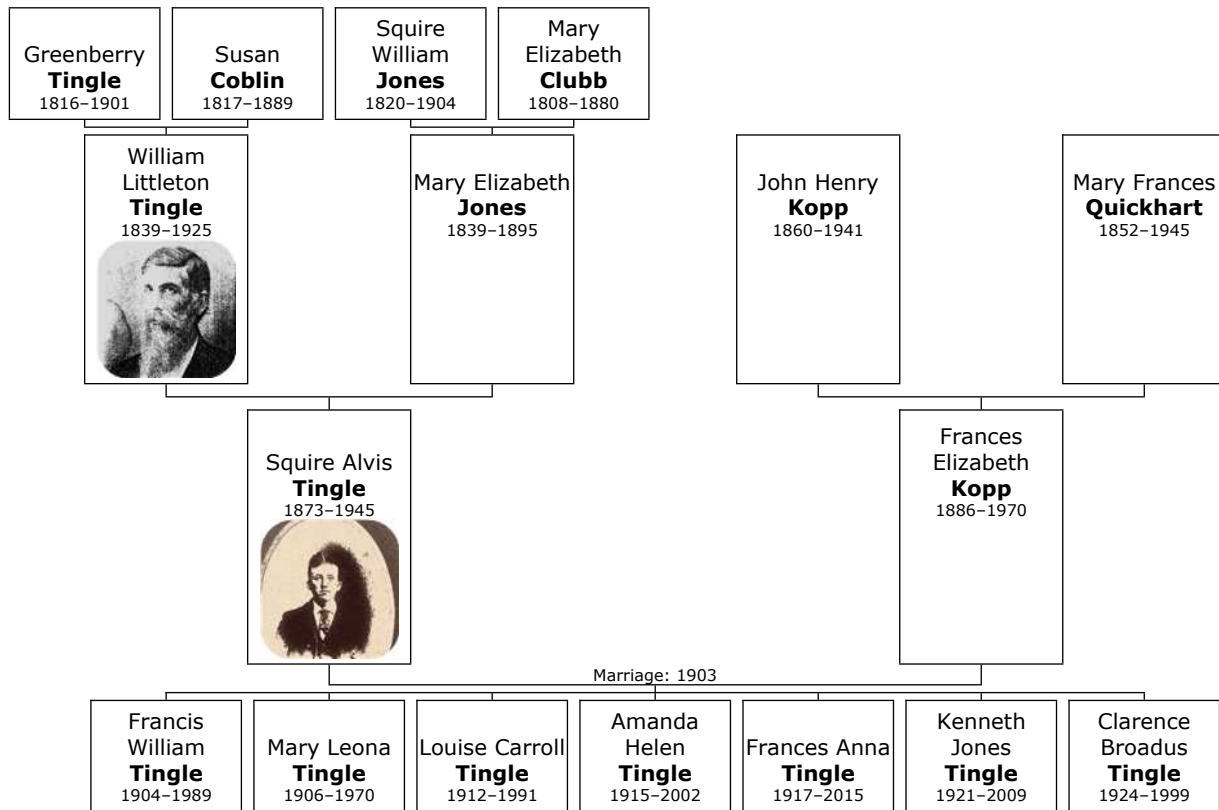 Greenberry
Tingle
1816–1901
Susan
Coblin
1817–1889
Squire
William
Jones
1820–1904
Mary
Elizabeth
Clubb
1808–1880
William
Littleton
Tingle
1839–1925
Mary Elizabeth
Jones
1839–1895
John Henry
Kopp
1860–1941
Mary Frances
Quickhart
1852–1945
Squire Alvis
Tingle
1873–1945
Frances
Elizabeth
Kopp
1886–1970
Marriage: 1903
Francis
William
Tingle
1904–1989
Mary Leona
Tingle
1906–1970
Louise Carroll
Tingle
1912–1991
Amanda
Helen
Tingle
1915–2002
Frances Anna
Tingle
1917–2015
Kenneth
Jones
Tingle
1921–2009
Clarence
Broadus
Tingle
1924–1999